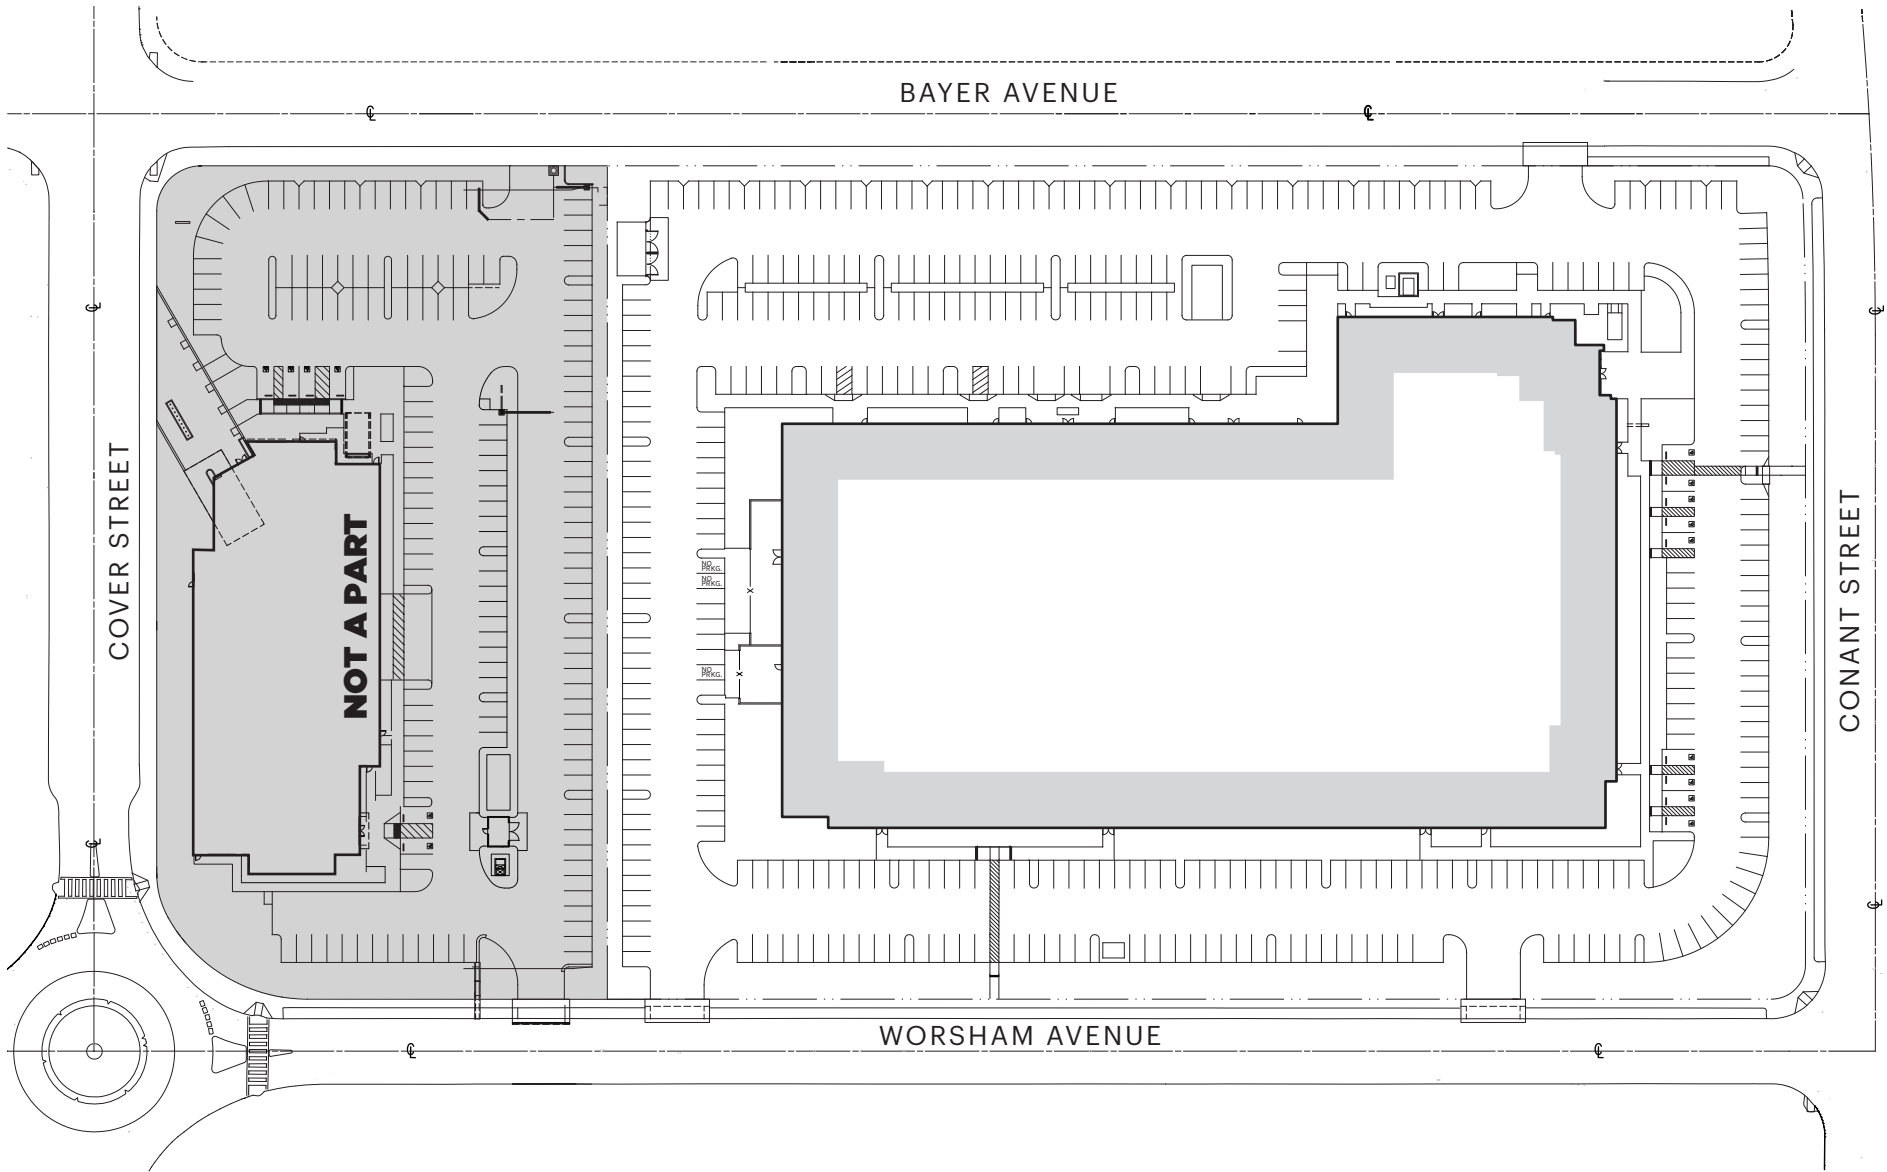 BAYER AVENUE
COVER STREET
NOT A PART
NO
PRKG.
NO
PRKG.
NO
PRKG.
X
X
CONANT STREET
WORSHAM AVENUE